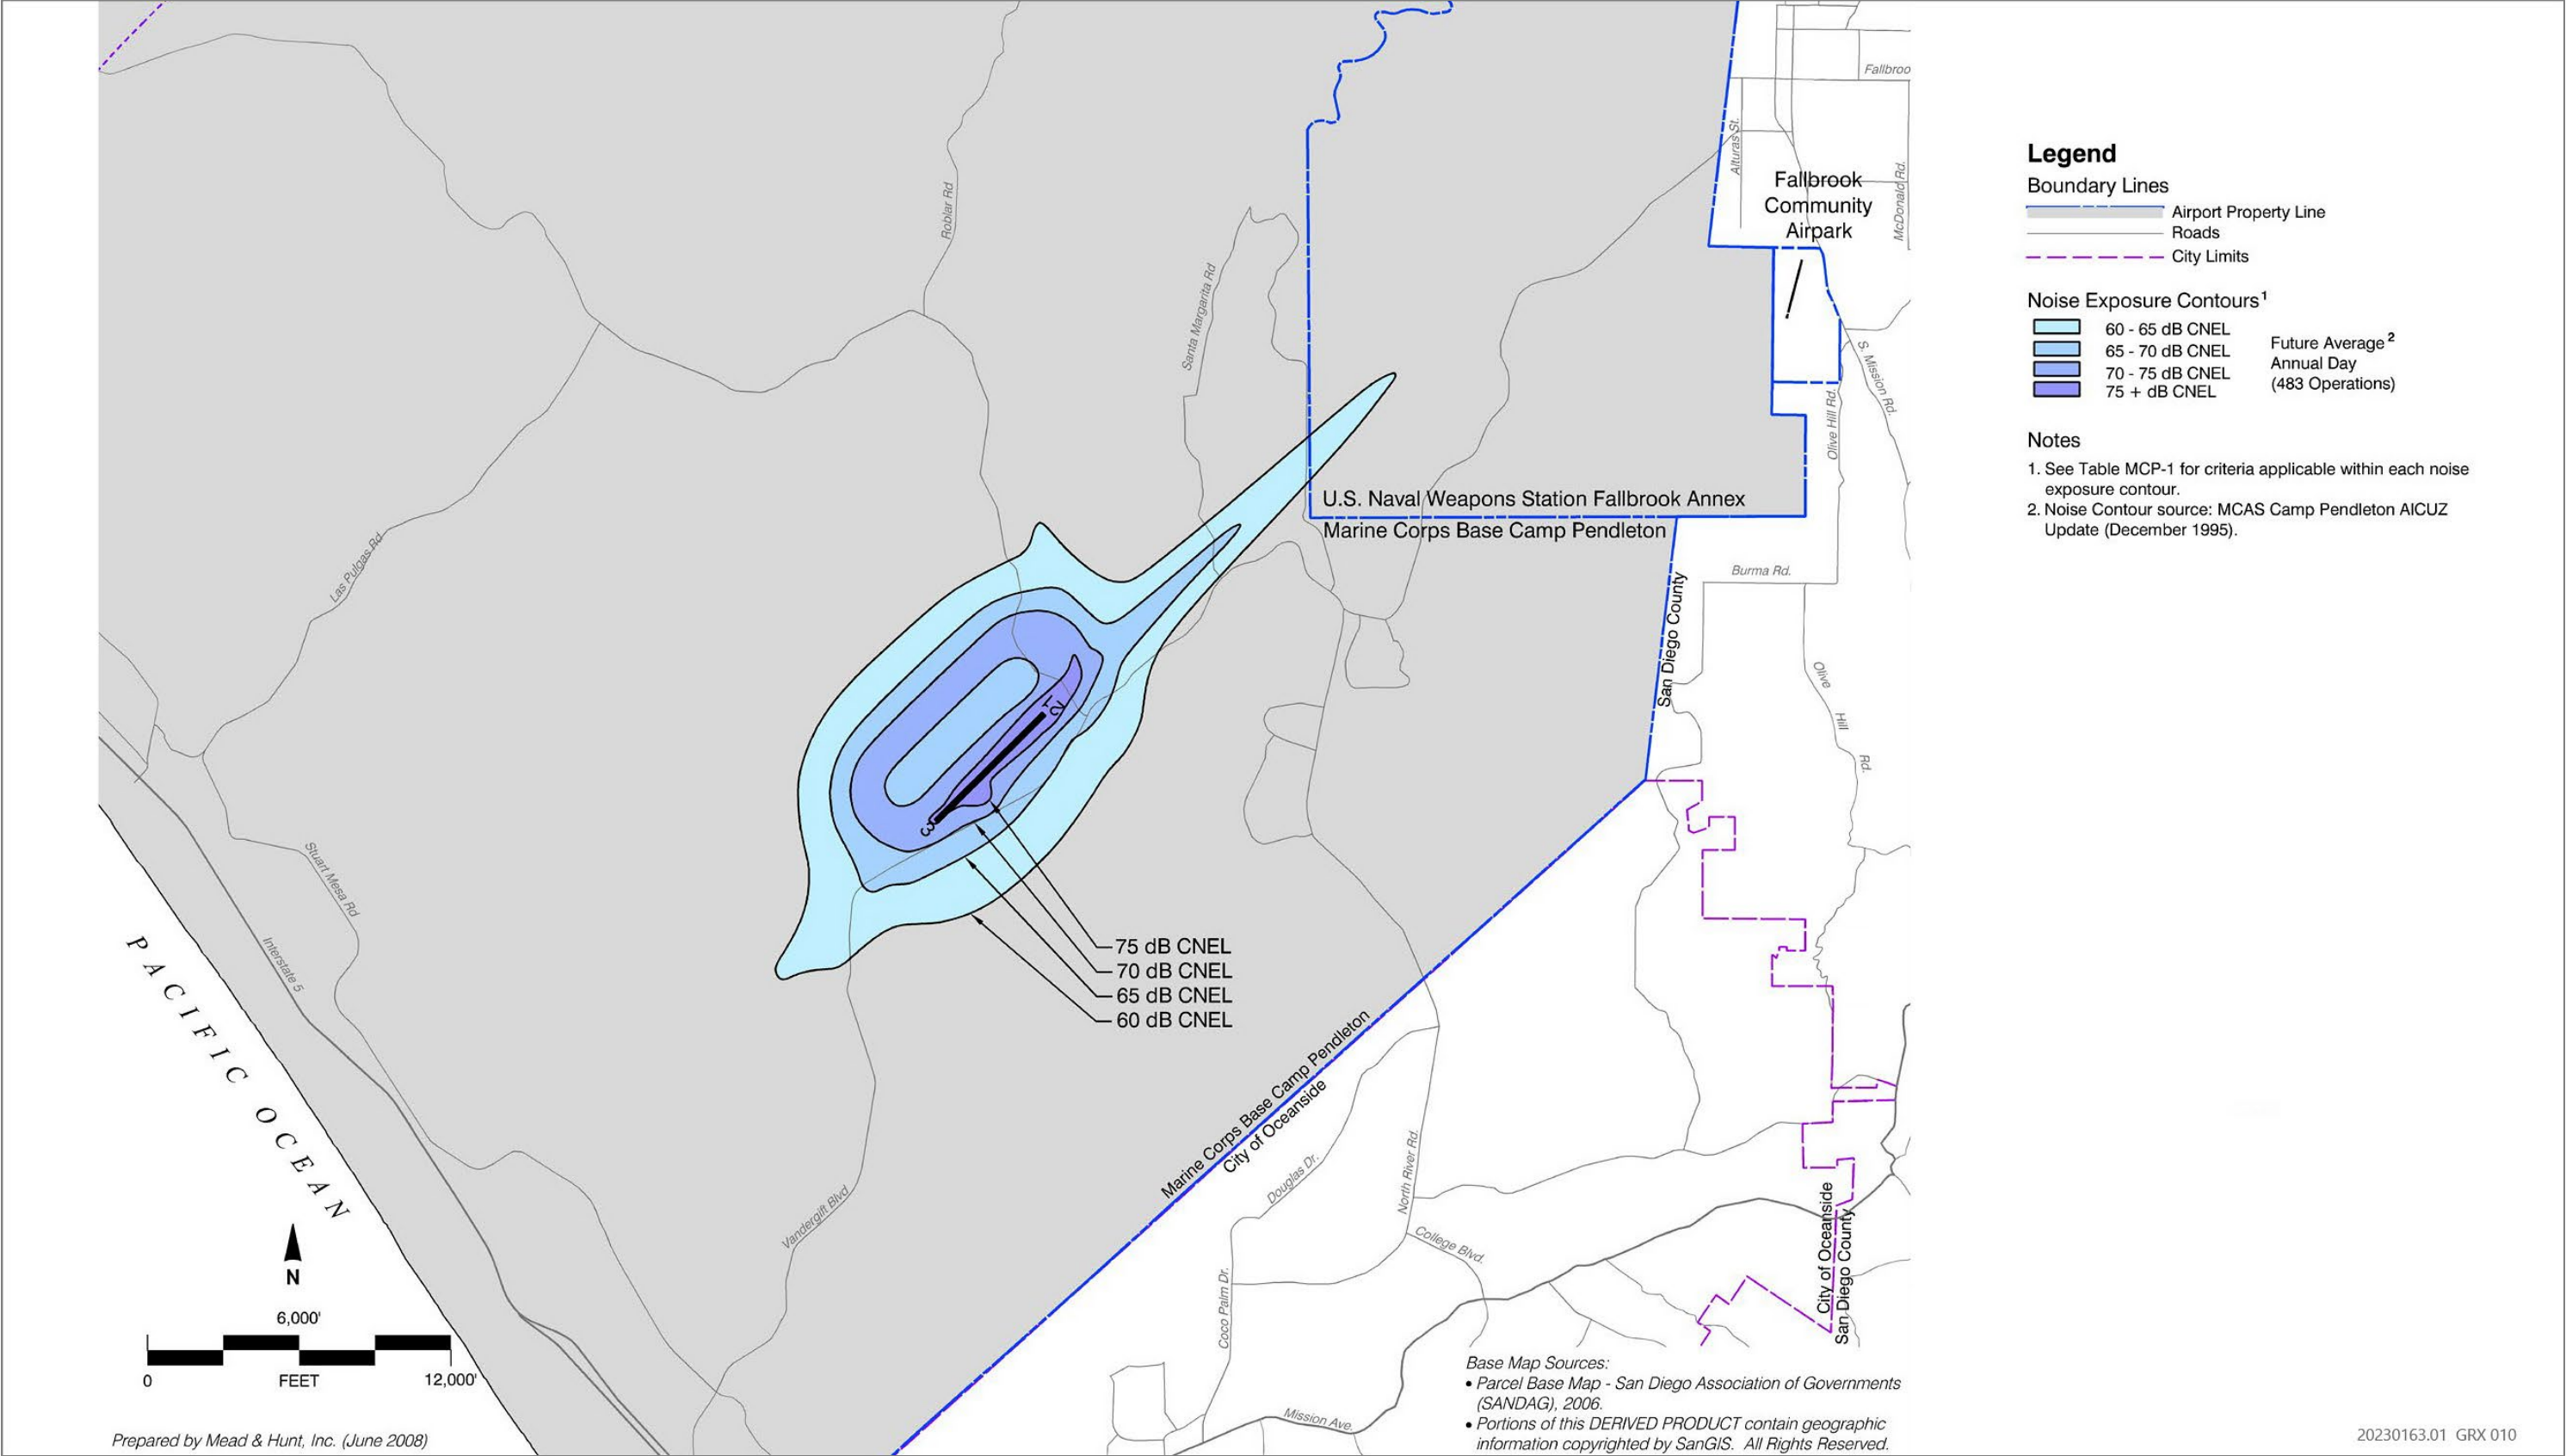 Fallbroo
Alturas St.
McDonald Rd.
Fallbrook
Community
Airpark
Roblar Rd
Santa Margarita Rd
S. Mission Rd.
Olive Hill Rd.
U.S. Naval Weapons Station Fallbrook Annex
Marine Corps Base Camp Pendleton
Las Pulgas Rd
Burma Rd.
San Diego County
Olive
Hill
Rd.
21
3
Stuart Mesa Rd
Interstate 5
75 dB CNEL
70 dB CNEL
65 dB CNEL
60 dB CNEL
PACIFIC OCEAN
Marine Corps Base Camp Pendleton
City of Oceanside
Douglas Dr.
North River Rd.
Vandergift Blvd
College Blvd.
Coco Palm Dr.
City of Oceanside
San Diego County
Mission Ave.
N
6,000'
0
FEET
12,000'
Prepared by Mead & Hunt, Inc. (June 2008)
Base Map Sources:
• Parcel Base Map - San Diego Association of Governments
(SANDAG), 2006.
• Portions of this DERIVED PRODUCT contain geographic
information copyrighted by SanGIS. All Rights Reserved.
Legend
Boundary Lines
Airport Property Line
Roads
City Limits
Noise Exposure Contours¹
60 - 65 dB CNEL
65 - 70 dB CNEL
70 - 75 dB CNEL
75 + dB CNEL
Future Average²
Annual Day
(483 Operations)
Notes
1. See Table MCP-1 for criteria applicable within each noise
exposure contour.
2. Noise Contour source: MCAS Camp Pendleton AICUZ
Update (December 1995).
20230163.01 GRX 010